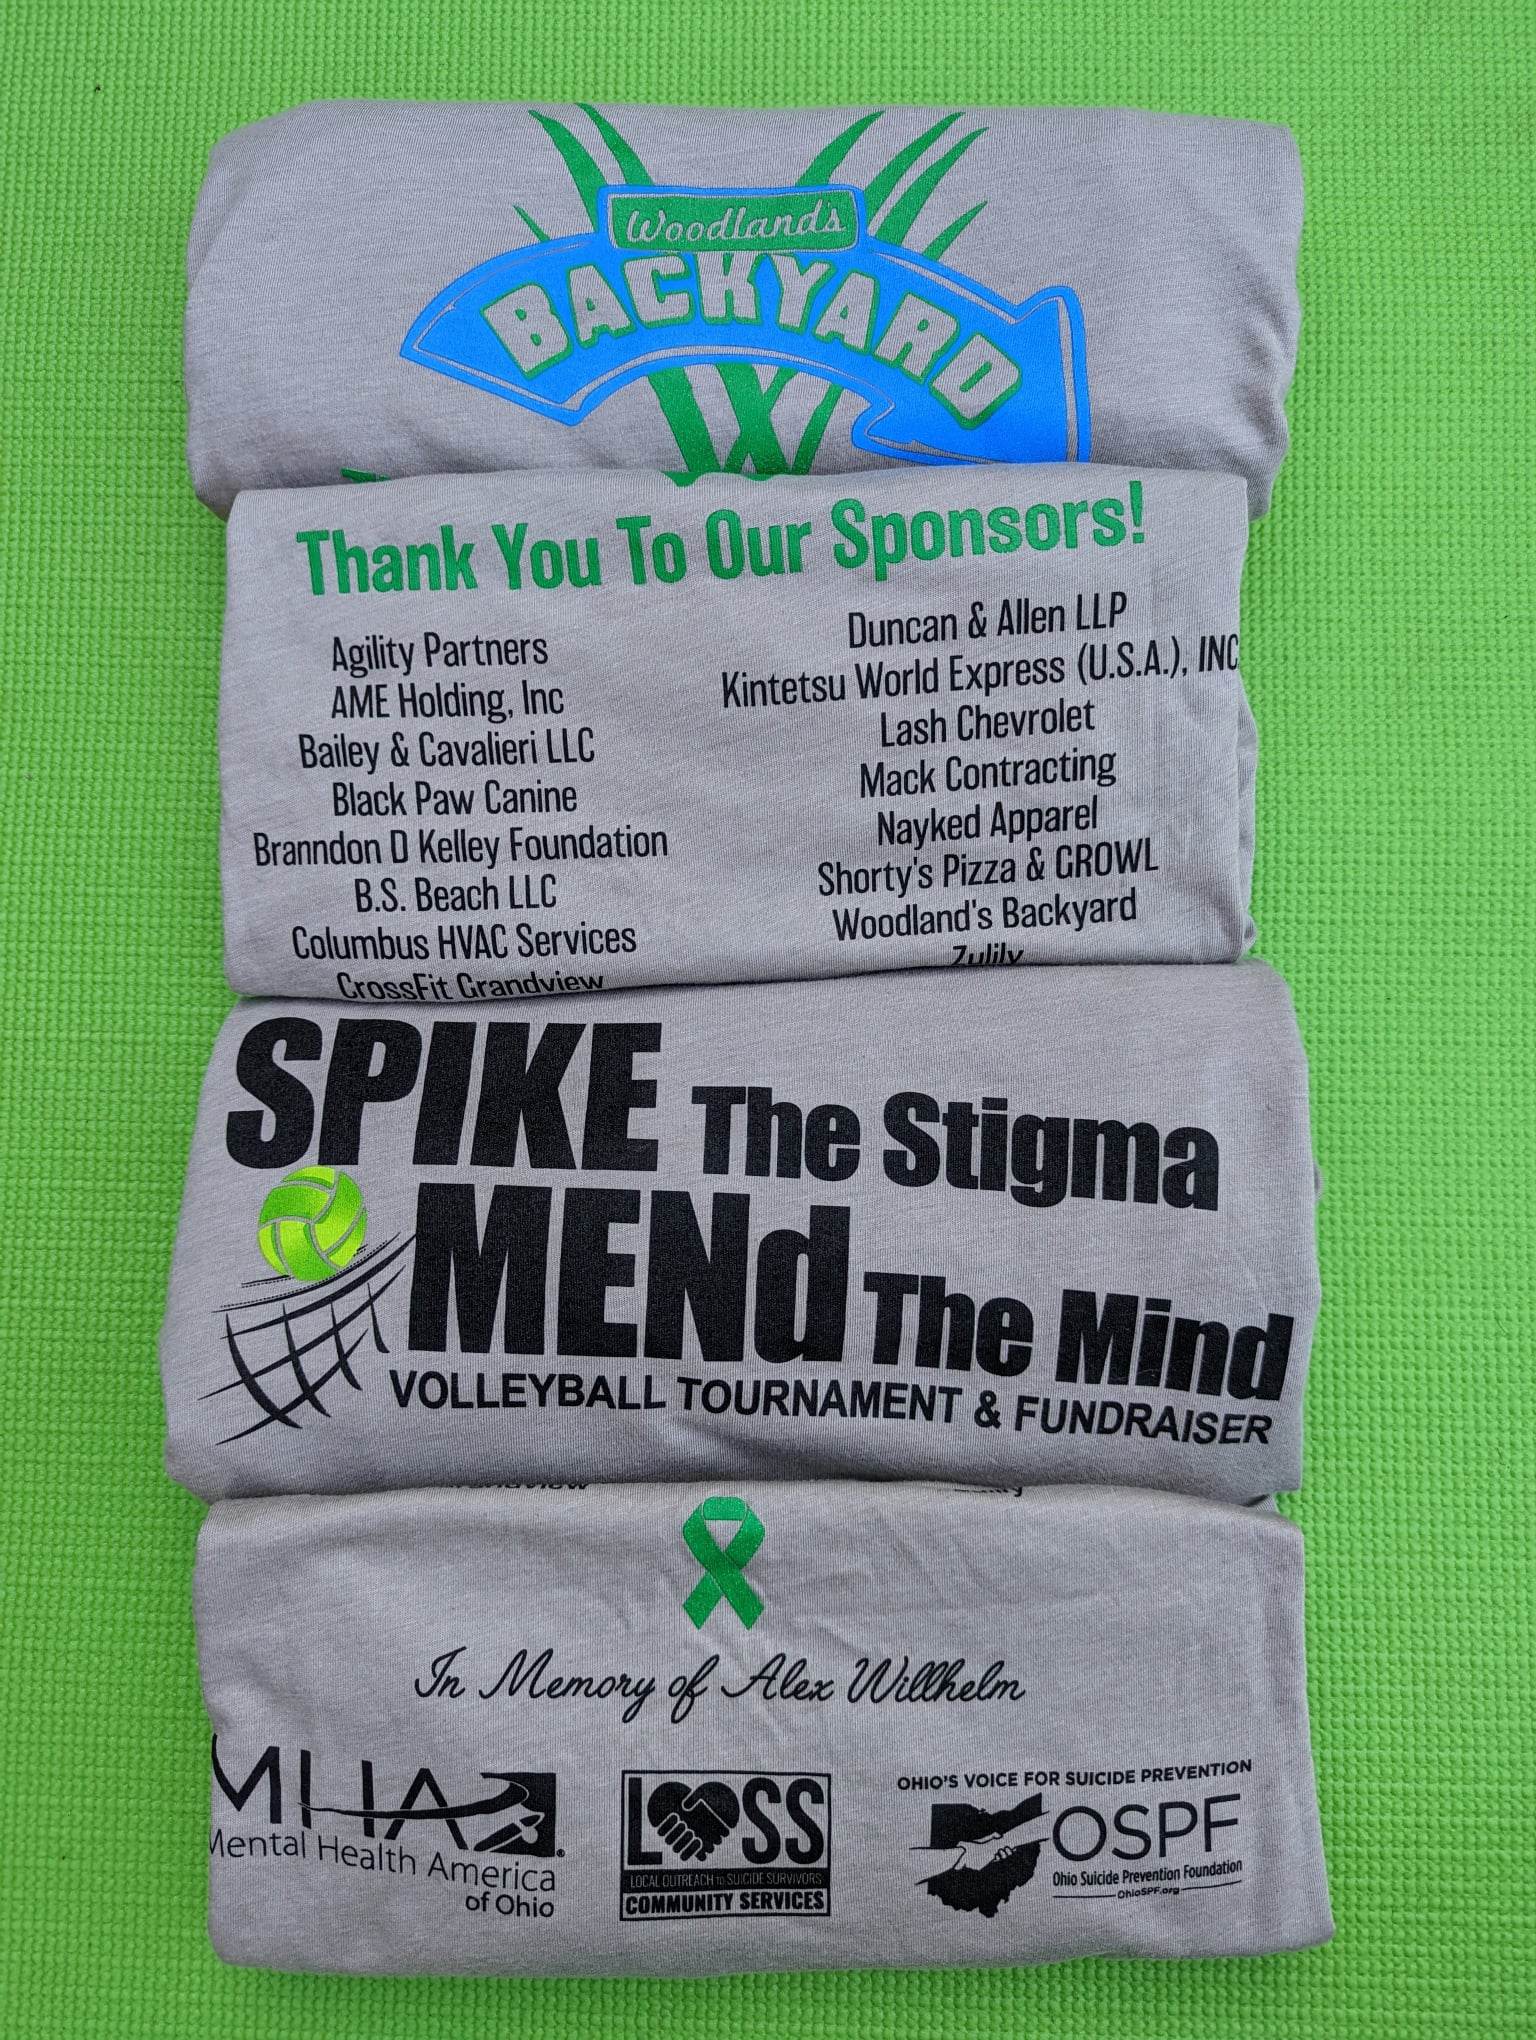 Woodland's
BACKYARD
Thank You To Our Sponsors!
Agility Partners
AME Holding, Inc
Bailey & Cavalieri LLC
Black Paw Canine
Branndon D Kelley Foundation
B.S. Beach LLC
Columbus HVAC Services
CrossFit Grandview
Duncan & Allen LLP
Kintetsu World Express (U.S.A.), INC
Lash Chevrolet
Mack Contracting
Nayked Apparel
Shorty's Pizza & GROWL
Woodland's Backyard
Zulily
SPIKE The Stigma
MENd The Mind
VOLLEYBALL TOURNAMENT & FUNDRAISER
In Memory of Alex Willhelm
MHA
Mental Health America
of Ohio
LOSS
LOCAL OUTREACH to SUICIDE SURVIVORS
COMMUNITY SERVICES
OHIO'S VOICE FOR SUICIDE PREVENTION
OSPF
Ohio Suicide Prevention Foundation
OhioSPF.org